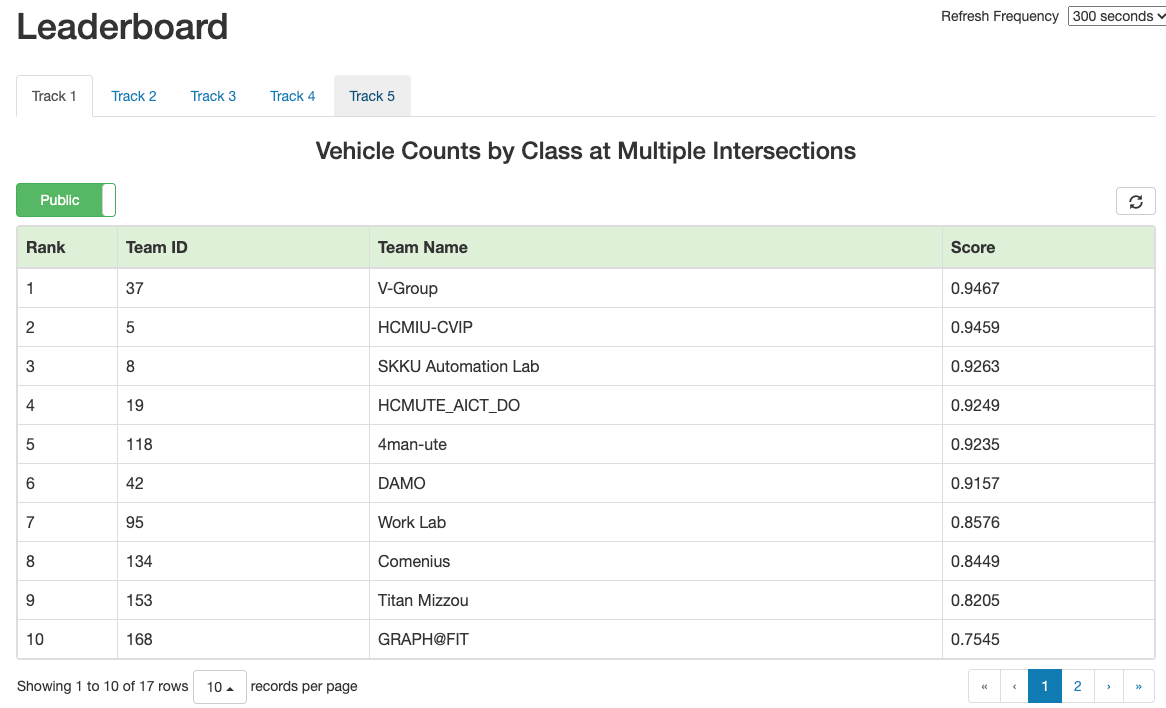 Leaderboard
Refresh Frequency 300 seconds
Track 1 Track 2 Track 3 Track 4 Track 5
Vehicle Counts by Class at Multiple Intersections
Public
Rank Team ID Team Name Score
1 37 V-Group 0.9467
2 5 HCMIU-CVIP 0.9459
3 8 SKKU Automation Lab 0.9263
4 19 HCMUTE_AICT_DO 0.9249
5 118 4man-ute 0.9235
6 42 DAMO 0.9157
7 95 Work Lab 0.8576
8 134 Comenius 0.8449
9 153 Titan Mizzou 0.8205
10 168 GRAPH@FIT 0.7545
Showing 1 to 10 of 17 rows 10 records per page « ‹ 1 2 › »